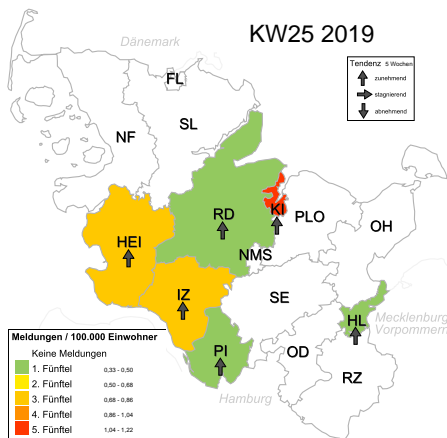 KW25 2019
Dänemark
Tendenz 5 Wochen
zunehmend
stagnierend
abnehmend
FL
SL
NF
KI
RD
PLO
OH
HEI
NMS
IZ
SE
HL
Mecklenburg
Vorpommern
PI
OD
RZ
Hamburg
Meldungen / 100.000 Einwohner
Keine Meldungen
1. Fünftel 0,33 - 0,50
2. Fünftel 0,50 - 0,68
3. Fünftel 0,68 - 0,86
4. Fünftel 0,86 - 1,04
5. Fünftel 1,04 - 1,22